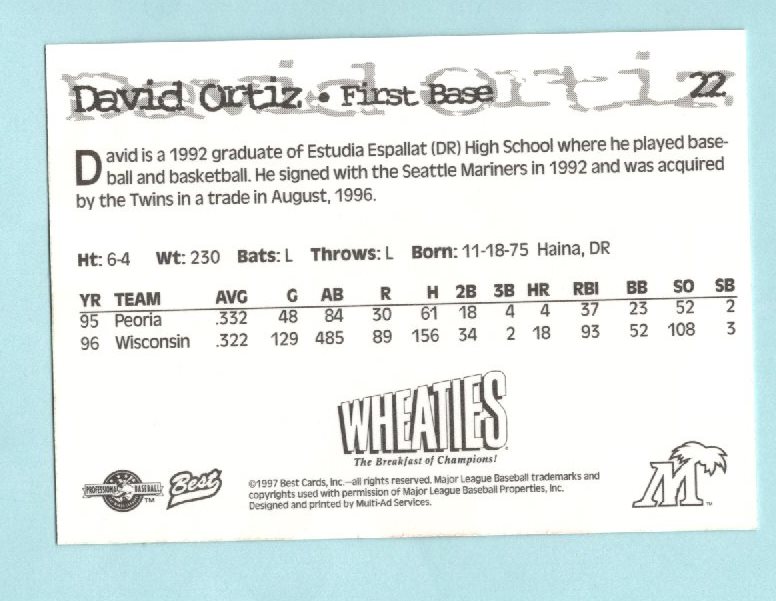 David Ortiz • First Base 22
David is a 1992 graduate of Estudia Espallat (DR) High School where he played base-
ball and basketball. He signed with the Seattle Mariners in 1992 and was acquired
by the Twins in a trade in August, 1996.
Ht: 6-4 Wt: 230 Bats: L Throws: L Born: 11-18-75 Haina, DR
YR TEAM AVG G AB R H 2B 3B HR RBI BB SO SB
95 Peoria .332 48 84 30 61 18 4 4 37 23 52 2
96 Wisconsin .322 129 485 89 156 34 2 18 93 52 108 3
WHEATIES
The Breakfast of Champions!
PROFESSIONAL BASEBALL TM
Best
©1997 Best Cards, Inc.—all rights reserved. Major League Baseball trademarks and
copyrights used with permission of Major League Baseball Properties, Inc.
Designed and printed by Multi-Ad Services.
M